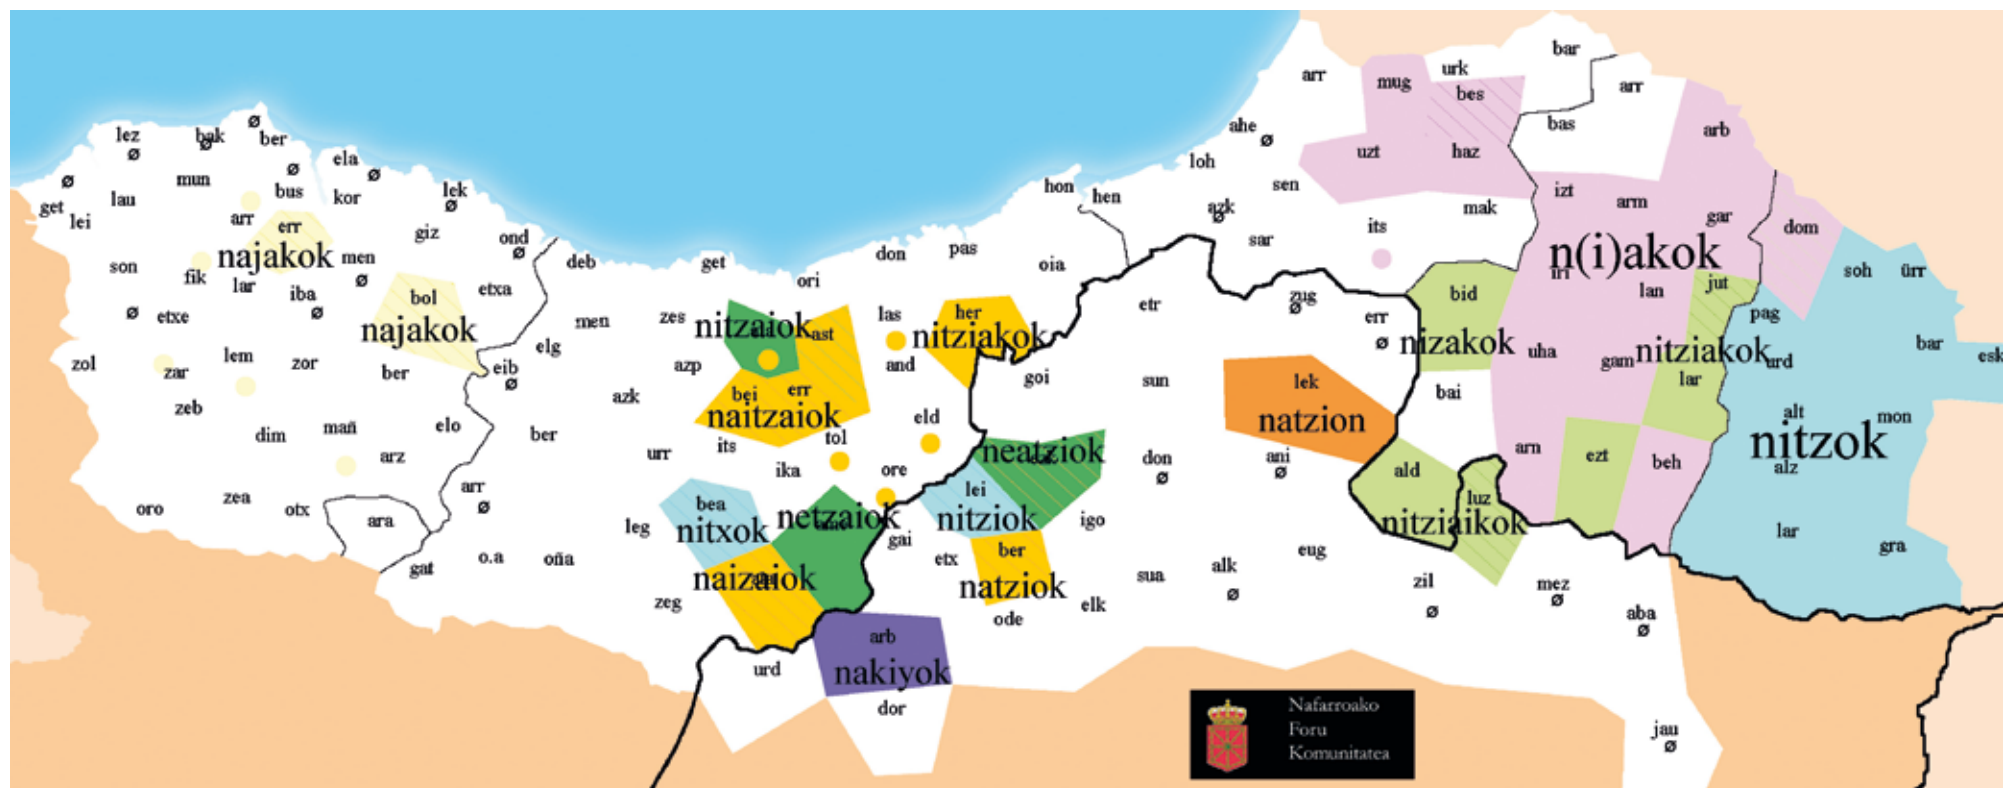 bar
arr
urk
mug
bes
arr
lez
bak
ø
ber
ahe
ø
bas
arb
ø
ela
uzt
haz
loh
ø
mun
ø
ø
sen
hon
hen
izt
lau
bus
kor
lek
ø
azk
ø
mak
arm
get
lei
arr
err
giz
its
gar
dom
ond
ø
sar
najakok
men
ø
don
pas
n(i)akok
son
fik
lar
iba
ø
deb
get
ori
oia
iri
lan
jut
soh
ürr
bol
etxa
bid
etr
zug
ø
ø
etxe
najakok
men
zes
nitzaiok
ast
las
her
nitziakok
err
ø
nizakok
pag
zol
zar
lem
zor
ber
eib
ø
elg
azp
and
goi
sun
lek
uha
gam
nitziakok
urd
bar
esk
zeb
azk
bei
err
bai
lar
naitzaiok
natzion
alt
mon
dim
mañ
elo
ber
its
tol
eld
nitzok
arz
urr
ika
ore
neatziok
don
ø
ani
ø
ald
arn
ezt
beh
alz
oro
zea
otx
ara
arr
ø
leg
bea
nitxok
netzaiok
lei
nitziok
igo
luz
nitziaikok
lar
gra
gat
o.a
oña
gai
etx
ber
eug
zeg
naizaiok
natziok
sua
alk
ø
elk
zil
ø
mez
ø
ode
aba
ø
urd
arb
nakiyok
dor
jau
ø
Nafarroako
Foru
Komunitatea